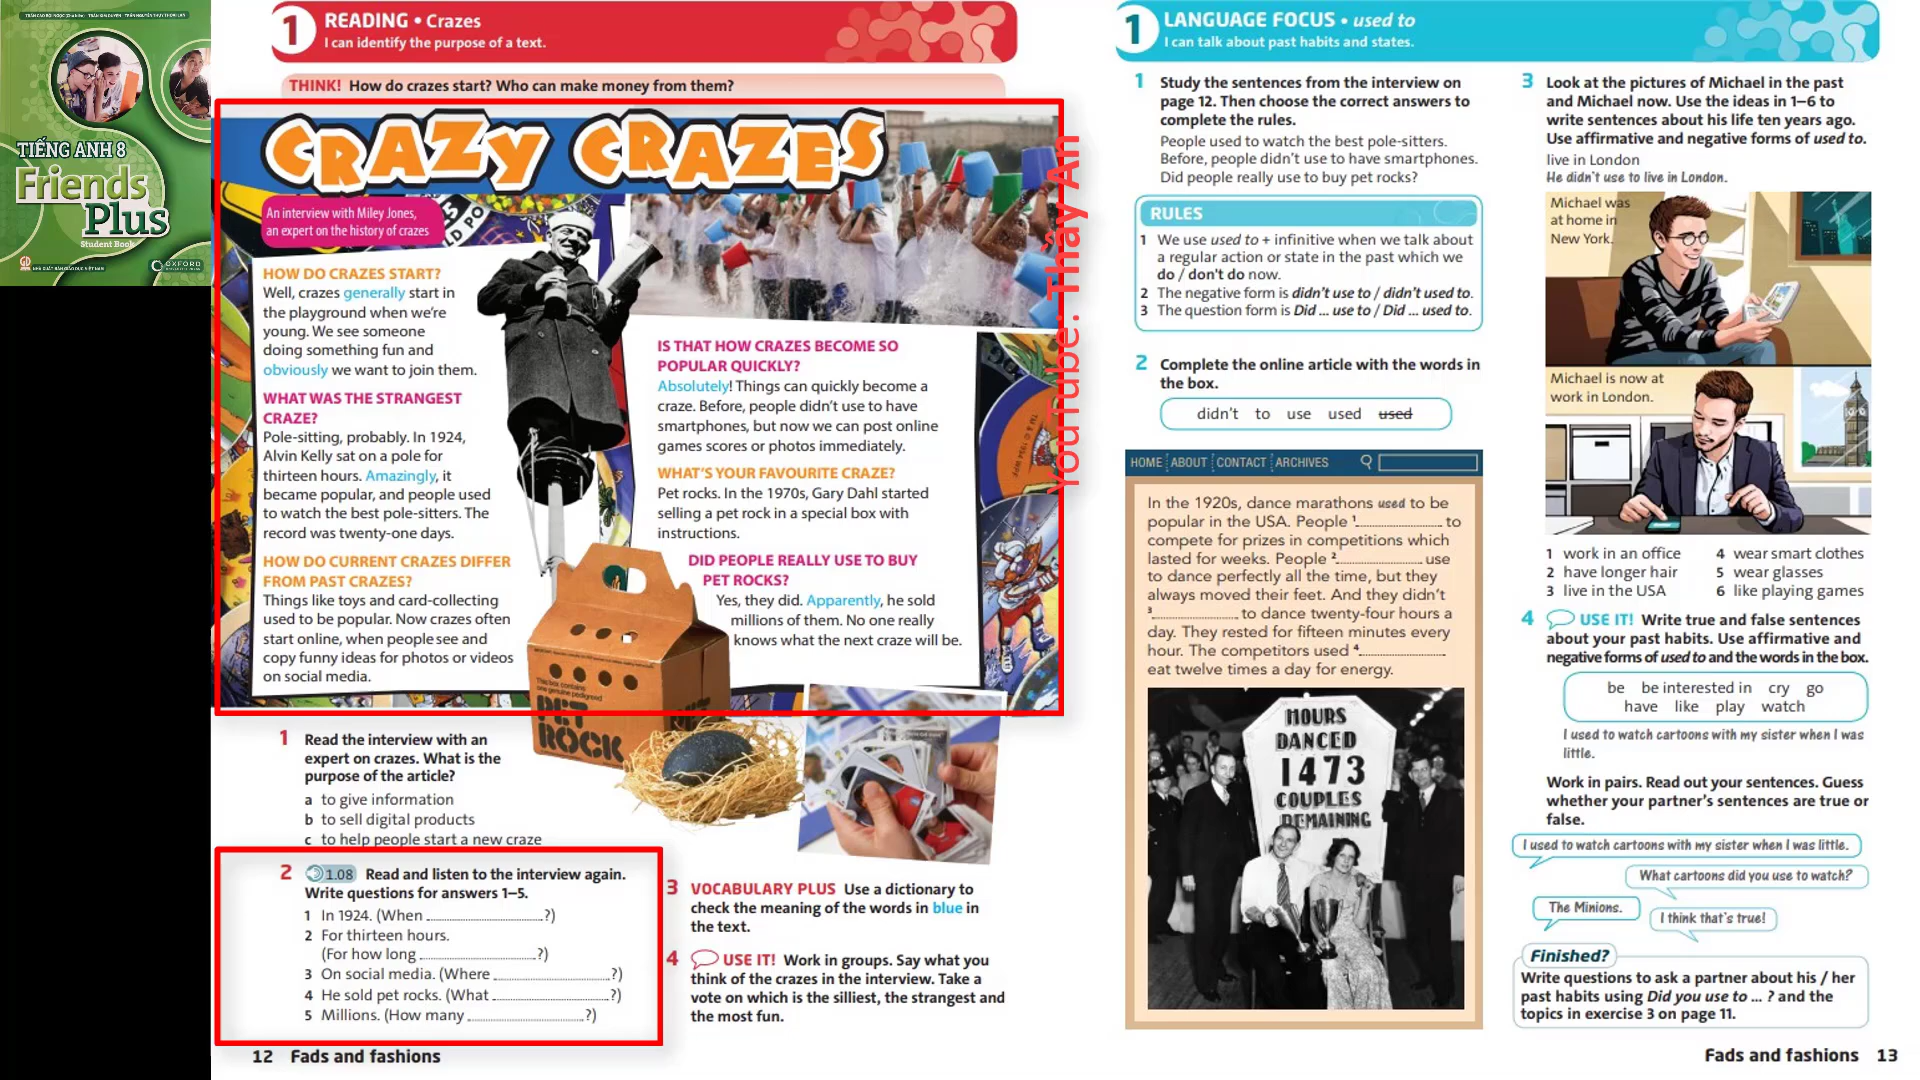 TRẦN CAO BỘI NGỌC (Chủ biên) - TRẦN KIM DUYÊN - TRẦN NGUYỄN THỤY THÙY LAN
TIẾNG ANH 8
Friends
Plus
Student Book
NHÀ XUẤT BẢN GIÁO DỤC VIỆT NAM
OXFORD
1 READING • Crazes
I can identify the purpose of a text.
THINK! How do crazes start? Who can make money from them?
CRAZY CRAZES
An interview with Miley Jones,
an expert on the history of crazes
HOW DO CRAZES START?
Well, crazes generally start in
the playground when we're
young. We see someone
doing something fun and
obviously we want to join them.
WHAT WAS THE STRANGEST
CRAZE?
Pole-sitting, probably. In 1924,
Alvin Kelly sat on a pole for
thirteen hours. Amazingly, it
became popular, and people used
to watch the best pole-sitters. The
record was twenty-one days.
HOW DO CURRENT CRAZES DIFFER
FROM PAST CRAZES?
Things like toys and card-collecting
used to be popular. Now crazes often
start online, when people see and
copy funny ideas for photos or videos
on social media.
IS THAT HOW CRAZES BECOME SO
POPULAR QUICKLY?
Absolutely! Things can quickly become a
craze. Before, people didn't use to have
smartphones, but now we can post online
games scores or photos immediately.
WHAT'S YOUR FAVOURITE CRAZE?
Pet rocks. In the 1970s, Gary Dahl started
selling a pet rock in a special box with
instructions.
DID PEOPLE REALLY USE TO BUY
PET ROCKS?
Yes, they did. Apparently, he sold
millions of them. No one really
knows what the next craze will be.
This box contains
one genuine pedigreed
PET
ROCK
YouTube: Thầy An
1 Read the interview with an
expert on crazes. What is the
purpose of the article?
a to give information
b to sell digital products
c to help people start a new craze
2 1.08 Read and listen to the interview again.
Write questions for answers 1–5.
1 In 1924. (When ..............................?)
2 For thirteen hours.
(For how long ..............................?)
3 On social media. (Where ..............................?)
4 He sold pet rocks. (What ..............................?)
5 Millions. (How many ..............................?)
3 VOCABULARY PLUS Use a dictionary to
check the meaning of the words in blue in
the text.
4 USE IT! Work in groups. Say what you
think of the crazes in the interview. Take a
vote on which is the silliest, the strangest and
the most fun.
12 Fads and fashions
1 LANGUAGE FOCUS • used to
I can talk about past habits and states.
1 Study the sentences from the interview on
page 12. Then choose the correct answers to
complete the rules.
People used to watch the best pole-sitters.
Before, people didn't use to have smartphones.
Did people really use to buy pet rocks?
RULES
1 We use used to + infinitive when we talk about
a regular action or state in the past which we
do / don't do now.
2 The negative form is didn't use to / didn't used to.
3 The question form is Did ... use to / Did ... used to.
2 Complete the online article with the words in
the box.
didn't to use used used
HOME ABOUT CONTACT ARCHIVES
In the 1920s, dance marathons used to be
popular in the USA. People 1.................... to
compete for prizes in competitions which
lasted for weeks. People 2.................... use
to dance perfectly all the time, but they
always moved their feet. And they didn't
3.................... to dance twenty-four hours a
day. They rested for fifteen minutes every
hour. The competitors used 4....................
eat twelve times a day for energy.
HOURS
DANCED
1473
COUPLES
REMAINING
3 Look at the pictures of Michael in the past
and Michael now. Use the ideas in 1–6 to
write sentences about his life ten years ago.
Use affirmative and negative forms of used to.
live in London
He didn't use to live in London.
Michael was
at home in
New York.
Michael is now at
work in London.
1 work in an office
2 have longer hair
3 live in the USA
4 wear smart clothes
5 wear glasses
6 like playing games
4 USE IT! Write true and false sentences
about your past habits. Use affirmative and
negative forms of used to and the words in the box.
be be interested in cry go
have like play watch
I used to watch cartoons with my sister when I was
little.
Work in pairs. Read out your sentences. Guess
whether your partner's sentences are true or
false.
I used to watch cartoons with my sister when I was little.
What cartoons did you use to watch?
The Minions.
I think that's true!
Finished?
Write questions to ask a partner about his / her
past habits using Did you use to ... ? and the
topics in exercise 3 on page 11.
Fads and fashions 13